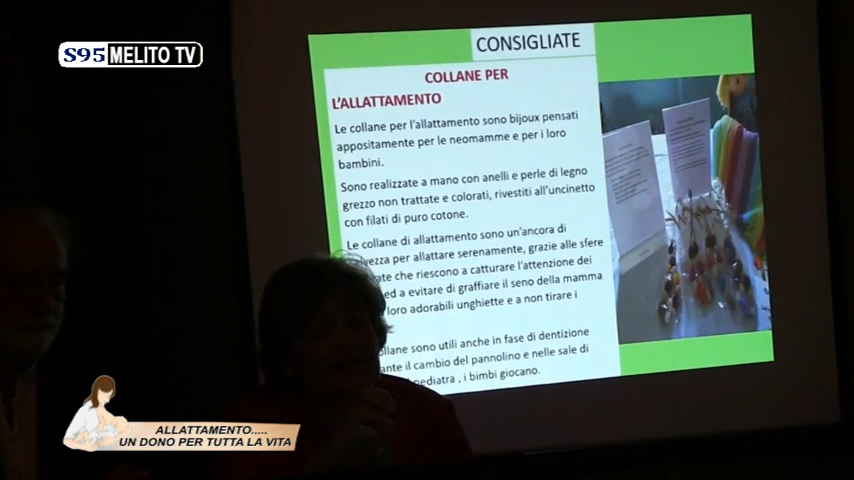 S95 MELITO TV
CONSIGLIATE
COLLANE PER
L'ALLATTAMENTO
Le collane per l'allattamento sono bijoux pensati
appositamente per le neomamme e per i loro
bambini.
Sono realizzate a mano con anelli e perle di legno
grezzo non trattate e colorati, rivestiti all'uncinetto
con filati di puro cotone.
Le collane di allattamento sono un'ancora di
vezza per allattare serenamente, grazie alle sfere
ate che riescono a catturare l'attenzione dei
ed a evitare di graffiare il seno della mamma
loro adorabili unghiette e a non tirare i
ollane sono utili anche in fase di dentizione
ante il cambio del pannolino e nelle sale di
pediatra , i bimbi giocano.
ALLATTAMENTO.....
UN DONO PER TUTTA LA VITA